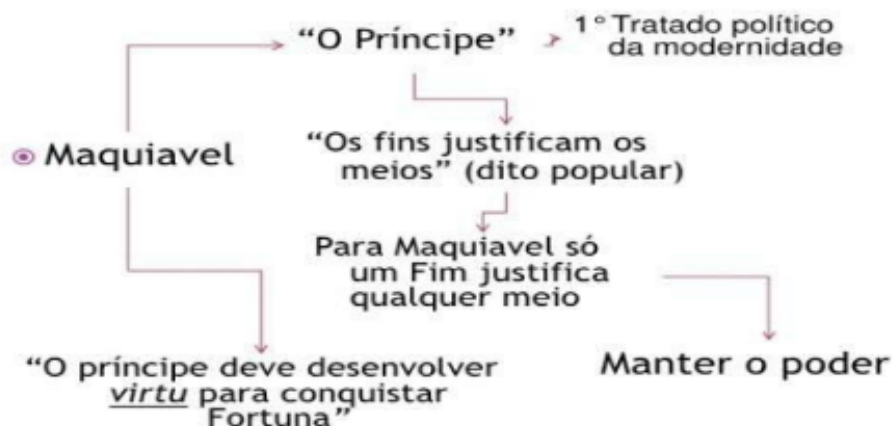 “O Príncipe”
1° Tratado político
da modernidade
Maquiavel
“Os fins justificam os
meios” (dito popular)
Para Maquiavel só
um Fim justifica
qualquer meio
“O príncipe deve desenvolver
virtu para conquistar
Fortuna”
Manter o poder